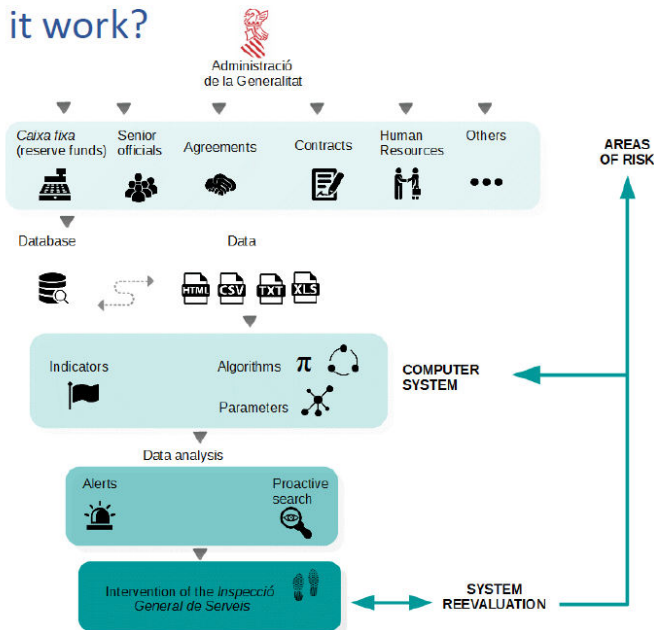 it work?
Administració
de la Generalitat
Caixa fixa
(reserve funds)
Senior
officials
Agreements
Contracts
Human
Resources
Others
AREAS
OF RISK
Database
Data
HTML
CSV
TXT
XLS
Indicators
Algorithms
π
Parameters
COMPUTER
SYSTEM
Data analysis
Alerts
Proactive
search
Intervention of the Inspecció
General de Serveis
SYSTEM
REEVALUATION